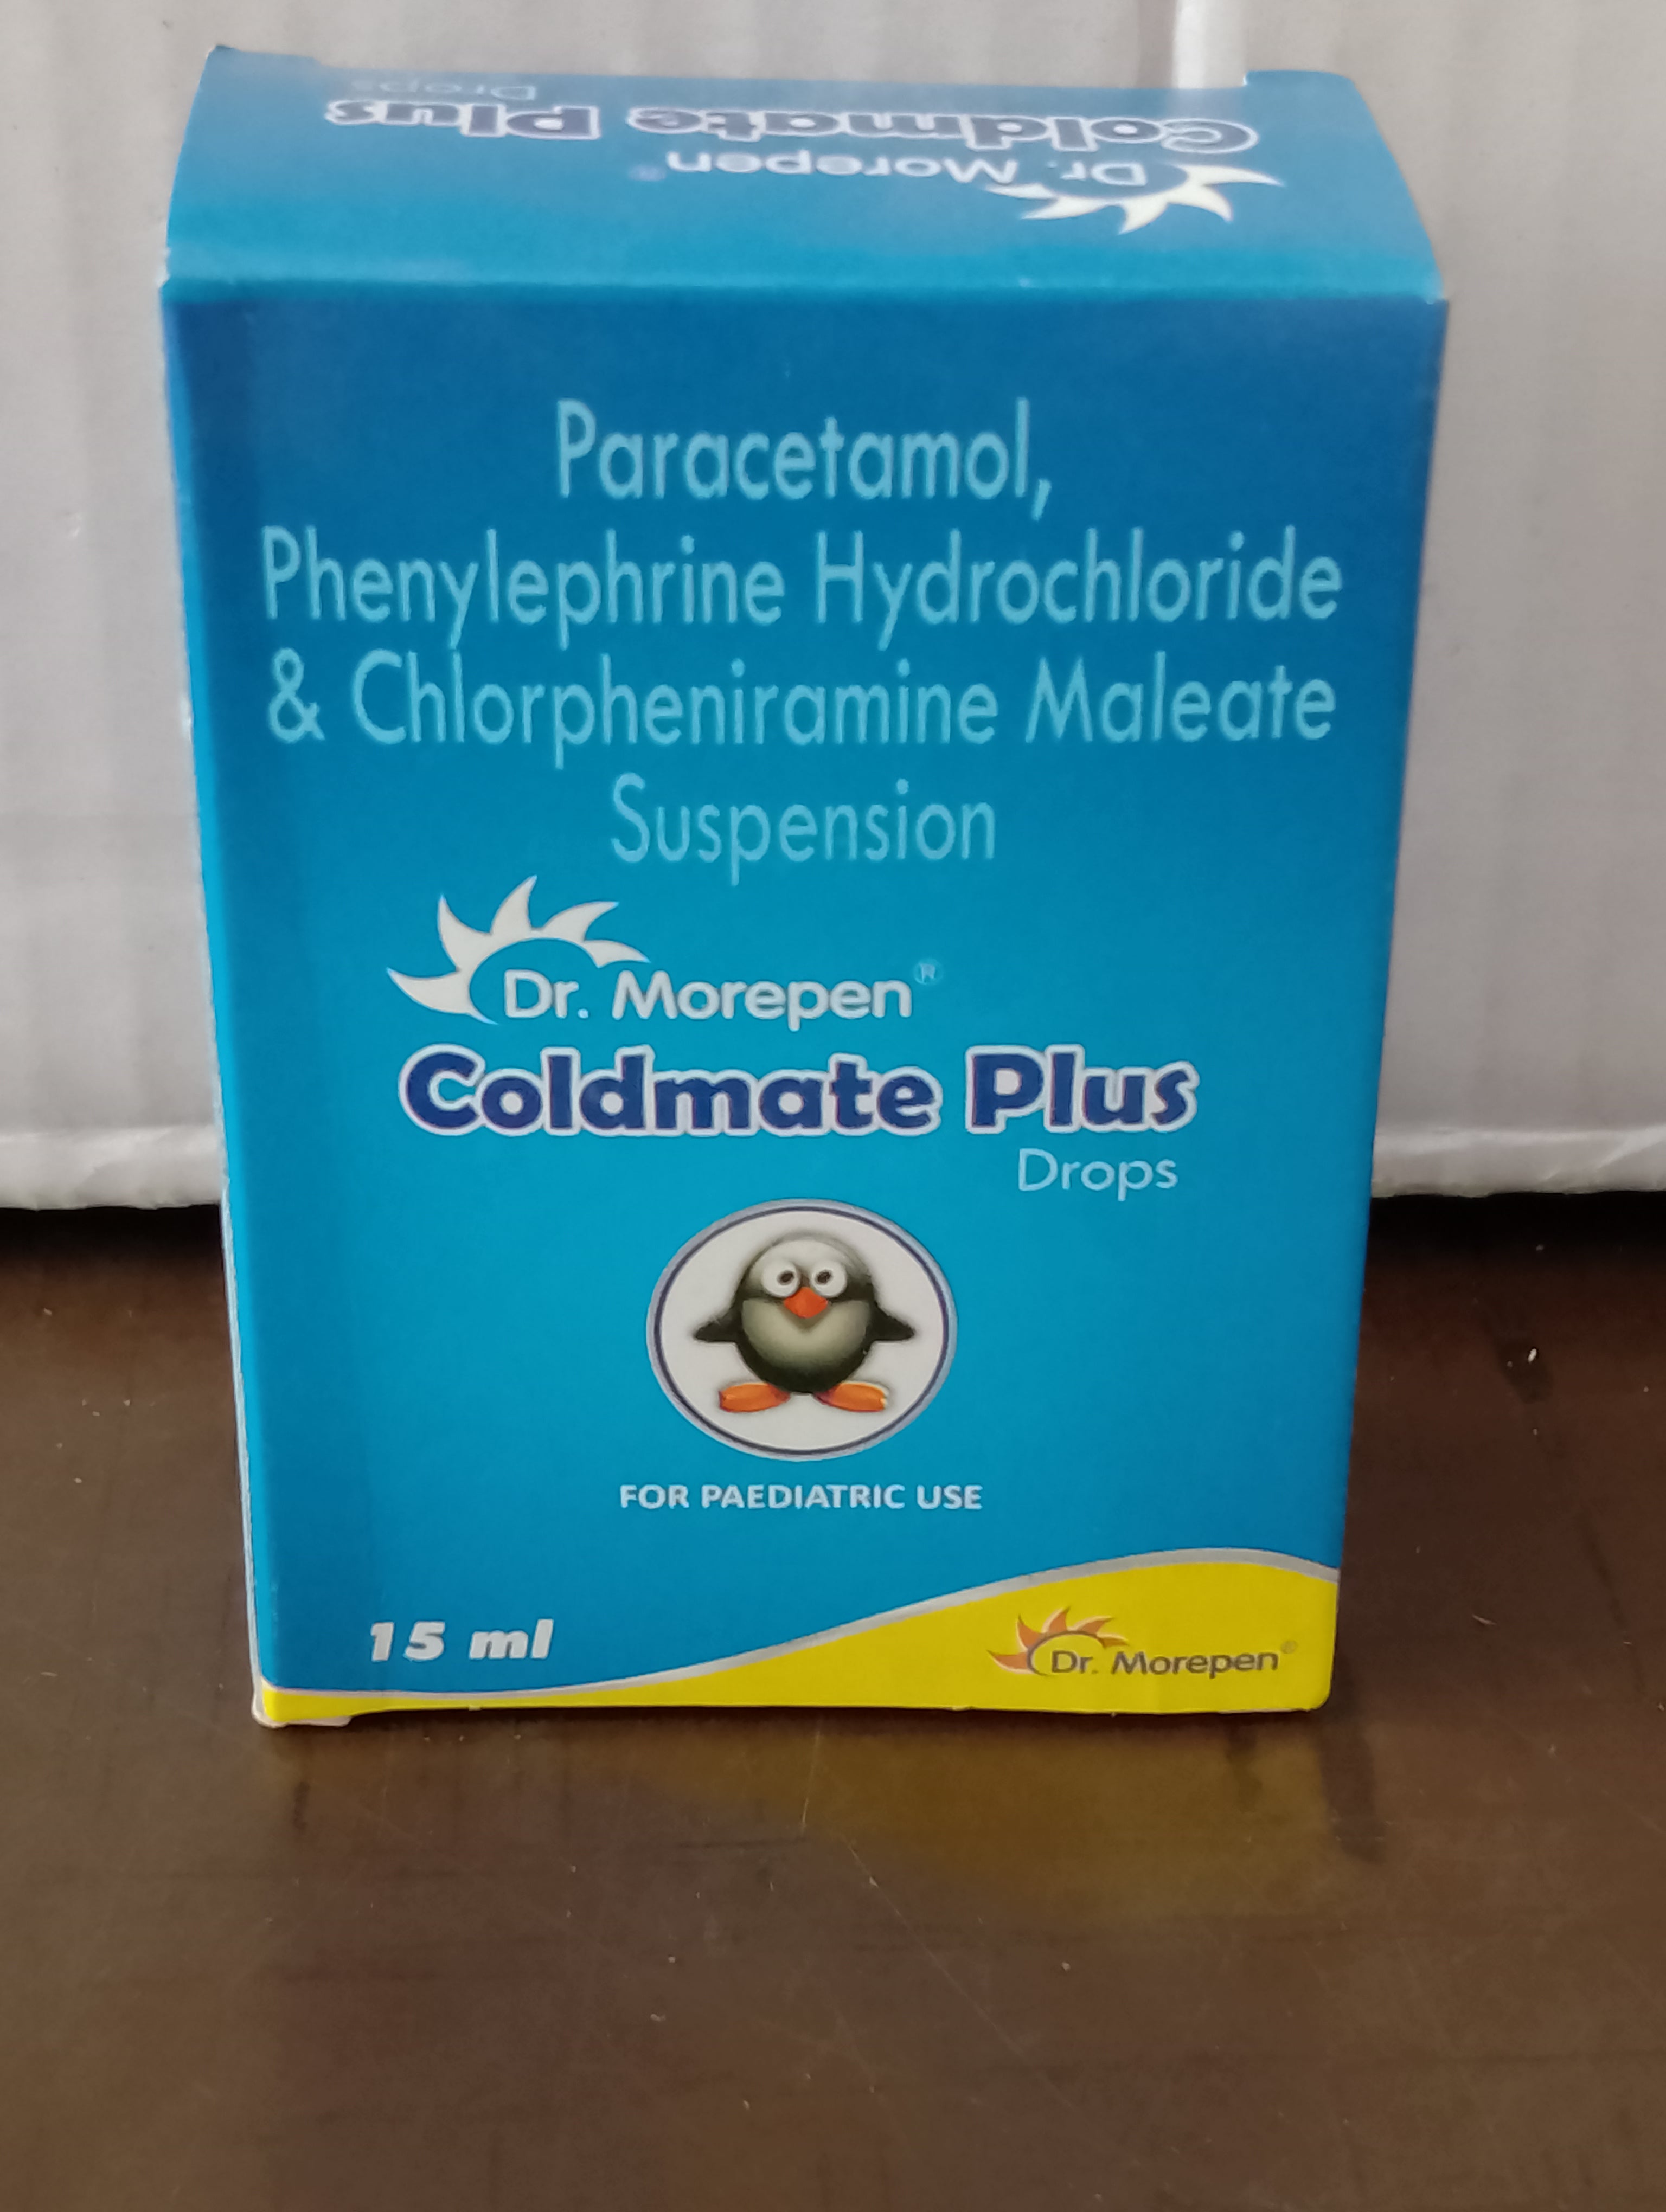 Drops
Coldmate Plus
Dr. Morepen®
Paracetamol,
Phenylephrine Hydrochloride
& Chlorpheniramine Maleate
Suspension
Dr. Morepen®
Coldmate Plus
Drops
FOR PAEDIATRIC USE
15 ml
Dr. Morepen®